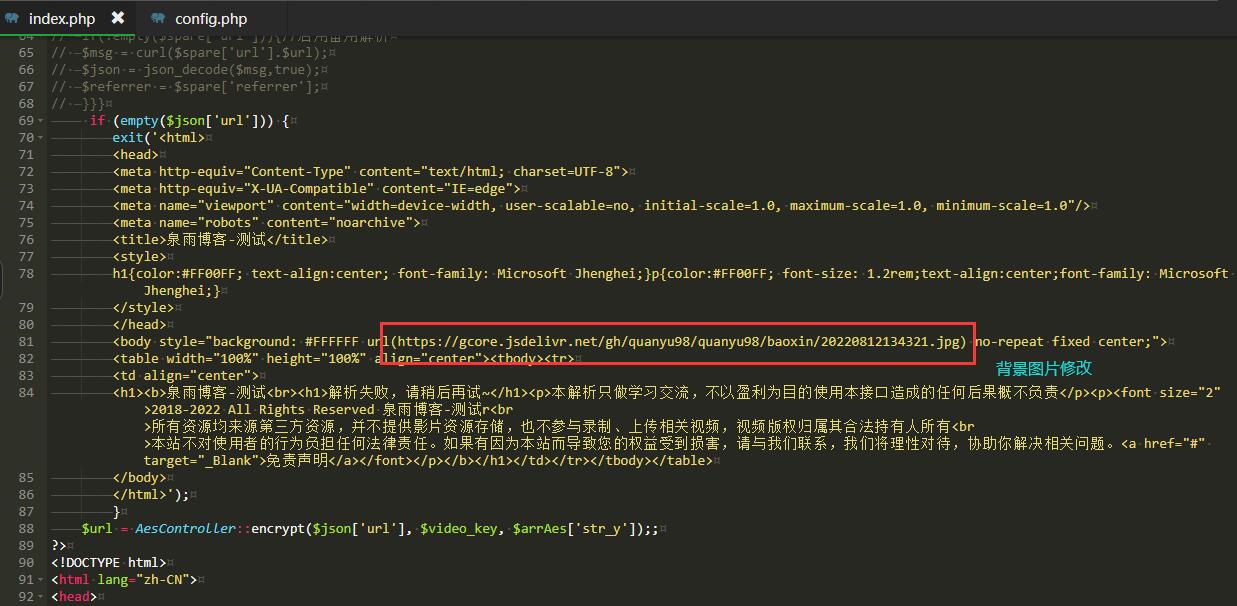 index.php ✖ config.php
64 // if(!empty($spare['url'])){//启用备用解析
65 // $msg = curl($spare['url'].$url);
66 // $json = json_decode($msg,true);
67 // $referrer = $spare['referrer'];
68 // }}}
69 if (empty($json['url'])) {
70 exit('<html>
71 <head>
72 <meta http-equiv="Content-Type" content="text/html; charset=UTF-8">
73 <meta http-equiv="X-UA-Compatible" content="IE=edge">
74 <meta name="viewport" content="width=device-width, user-scalable=no, initial-scale=1.0, maximum-scale=1.0, minimum-scale=1.0"/>
75 <meta name="robots" content="noarchive">
76 <title>泉雨博客-测试</title>
77 <style>
78 h1{color:#FF00FF; text-align:center; font-family: Microsoft Jhenghei;}p{color:#FF00FF; font-size: 1.2rem;text-align:center;font-family: Microsoft
Jhenghei;}
79 </style>
80 </head>
81 <body style="background: #FFFFFF url(https://gcore.jsdelivr.net/gh/quanyu98/quanyu98/baoxin/20220812134321.jpg) no-repeat fixed center;">
82 <table width="100%" height="100%" align="center"><tbody><tr>
背景图片修改
83 <td align="center">
84 <h1><b>泉雨博客-测试<br><h1>解析失败，请稍后再试~</h1><p>本解析只做学习交流，不以盈利为目的使用本接口造成的任何后果概不负责</p><p><font size="2"
>2018-2022 All Rights Reserved 泉雨博客-测试r<br
>所有资源均来源第三方资源，并不提供影片资源存储，也不参与录制、上传相关视频，视频版权归属其合法持有人所有<br
>本站不对使用者的行为负担任何法律责任。如果有因为本站而导致您的权益受到损害，请与我们联系，我们将理性对待，协助你解决相关问题。<a href="#"
target="_Blank">免责声明</a></font></p></b></h1></td></tr></tbody></table>
85 </body>
86 </html>');
87 }
88 $url = AesController::encrypt($json['url'], $video_key, $arrAes['str_y']);;
89 ?>
90 <!DOCTYPE html>
91 <html lang="zh-CN">
92 <head>